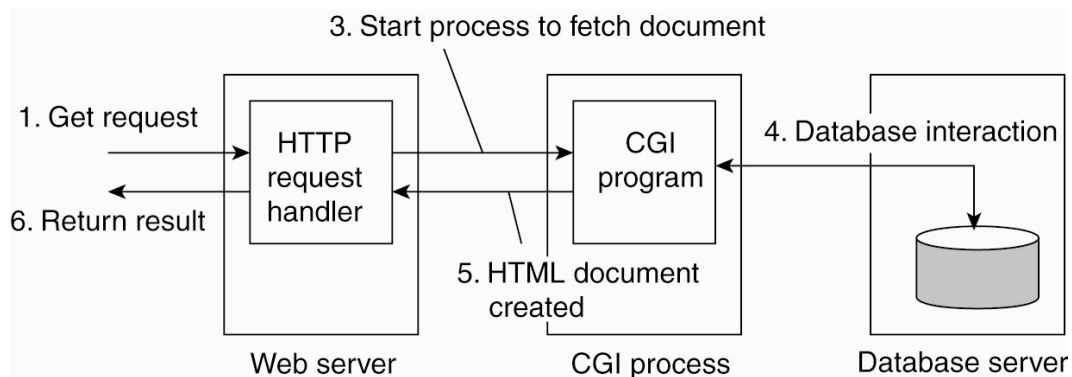 3. Start process to fetch document
1. Get request
HTTP
request
handler
CGI
program
4. Database interaction
6. Return result
5. HTML document
created
Web server
CGI process
Database server